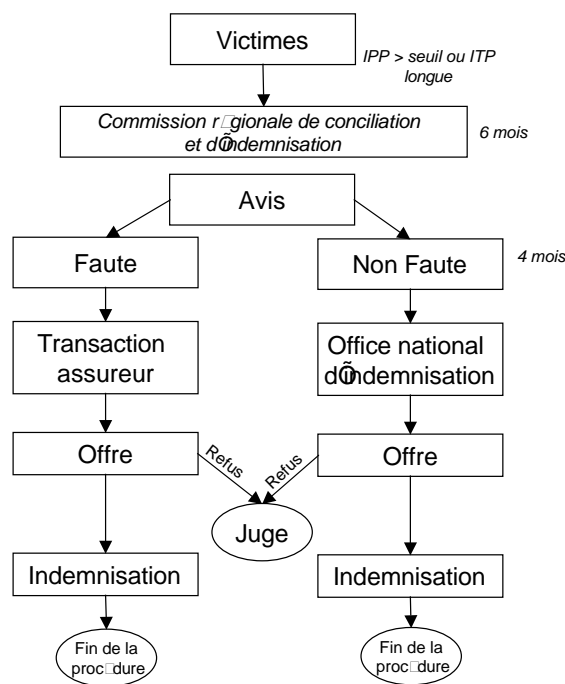 Victimes
IPP > seuil ou ITP
longue
Commission r□gionale de conciliation
et dÕindemnisation
6 mois
Avis
Faute
Non Faute
4 mois
Transaction
assureur
Office national
dÕindemnisation
Offre
Refus
Refus
Offre
Juge
Indemnisation
Indemnisation
Fin de la
proc□dure
Fin de la
proc□dure